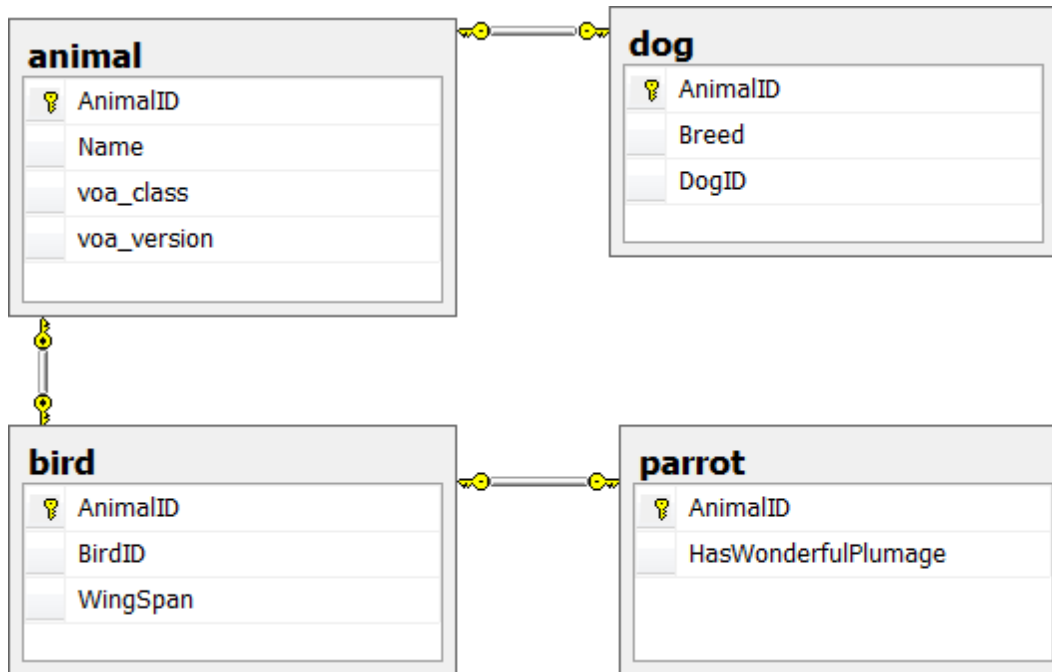 animal
AnimalID
Name
voa_class
voa_version
dog
AnimalID
Breed
DogID
bird
AnimalID
BirdID
WingSpan
parrot
AnimalID
HasWonderfulPlumage